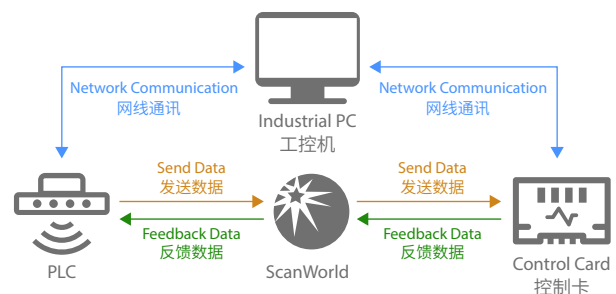 Network Communication
网线通讯
Network Communication
网线通讯
Industrial PC
工控机
Send Data
发送数据
Send Data
发送数据
Feedback Data
反馈数据
Feedback Data
反馈数据
PLC
ScanWorld
Control Card
控制卡